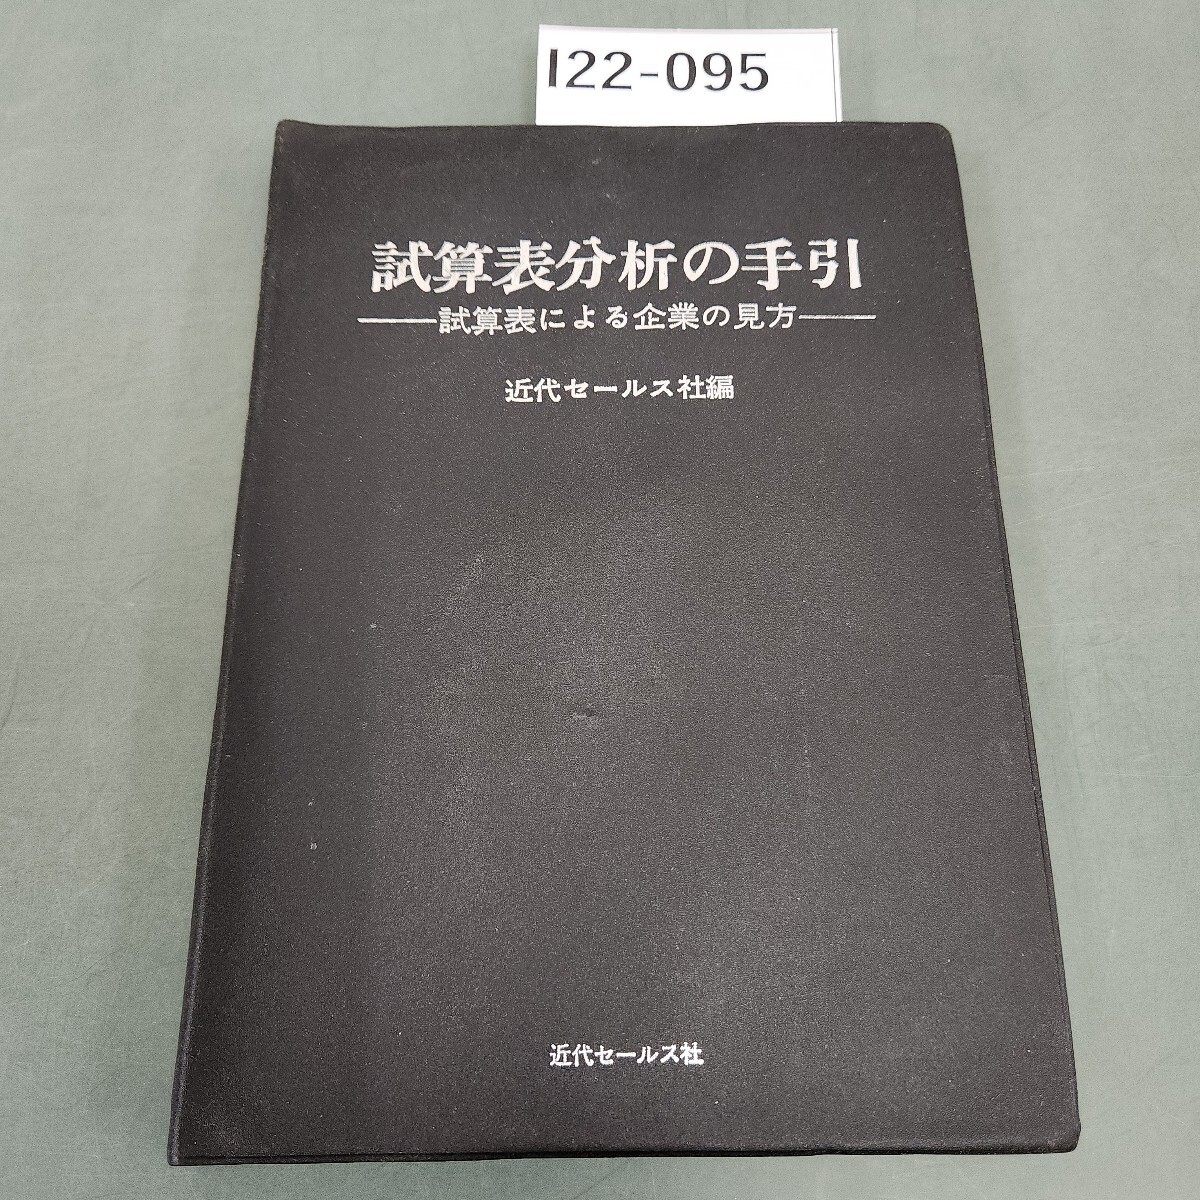 I22-095
試算表分析の手引
――試算表による企業の見方――
近代セールス社編
近代セールス社